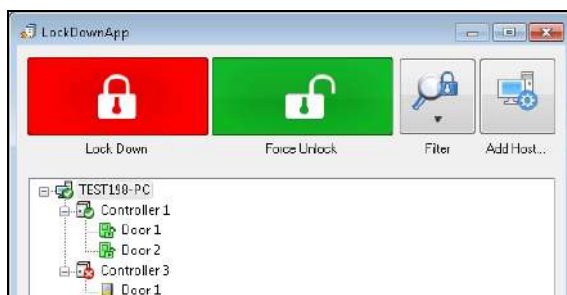 LockDownApp
Lock Down Force Unlock Filter Add Host...
TEST198-PC
Controller 1
Door 1
Door 2
Controller 3
Door 1